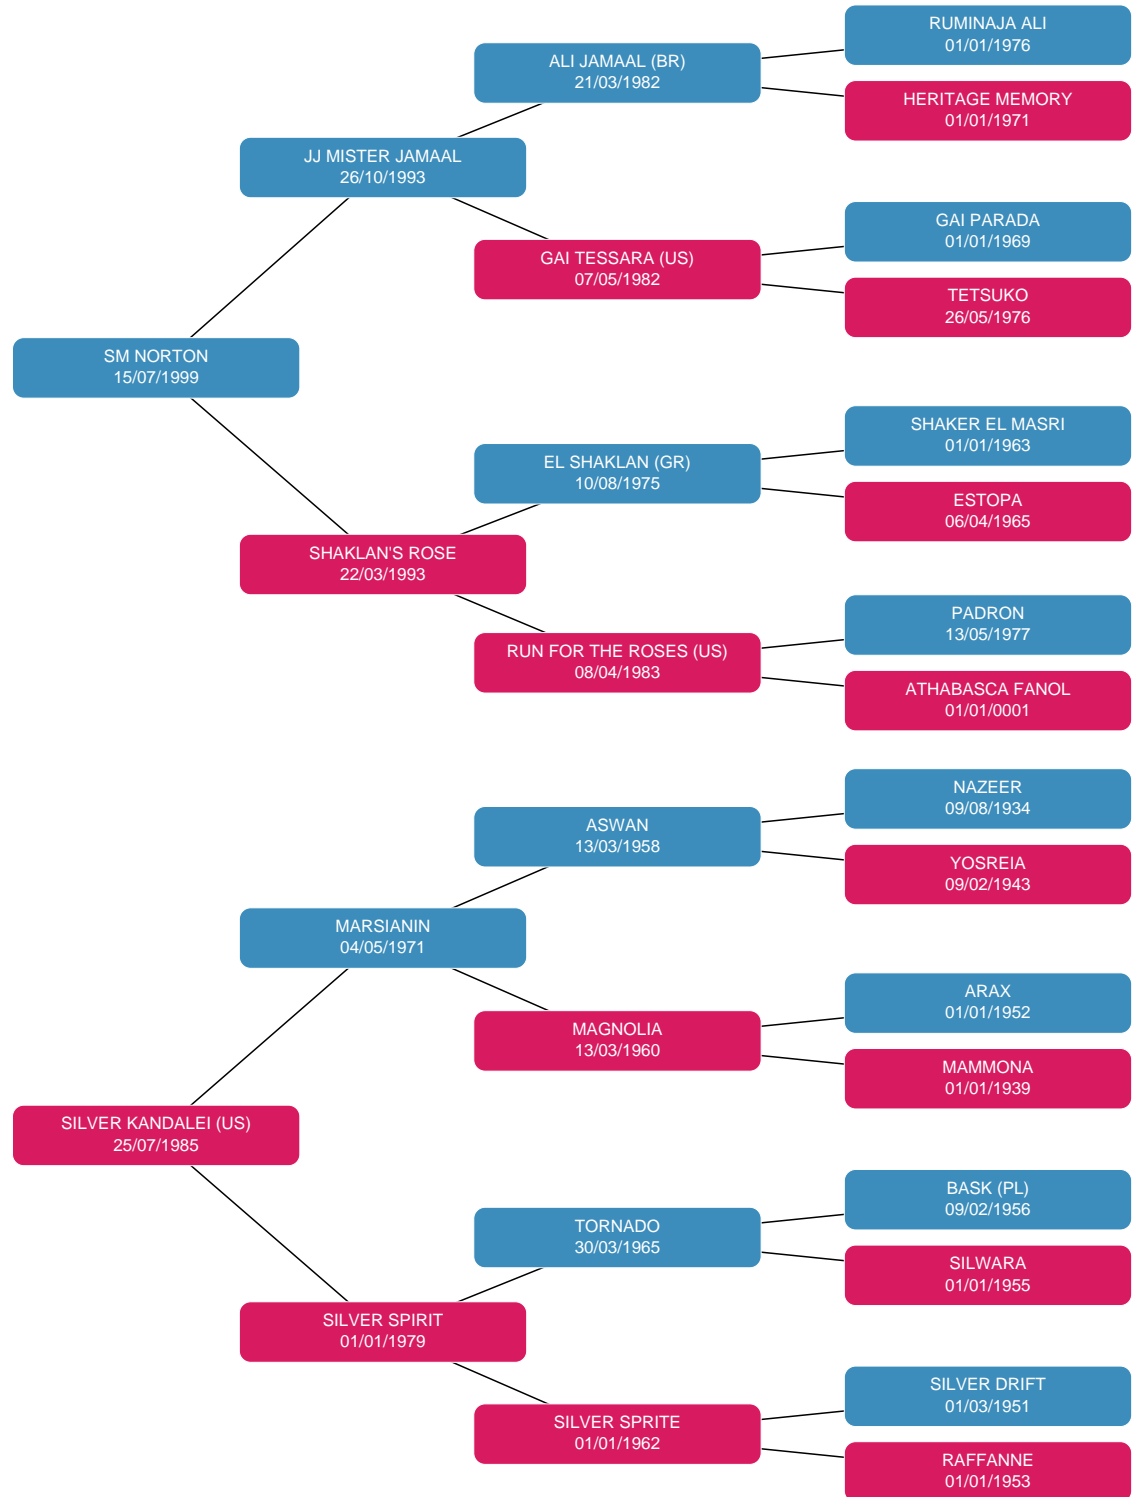 RUMINAJA ALI
01/01/1976
ALI JAMAAL (BR)
21/03/1982
HERITAGE MEMORY
01/01/1971
JJ MISTER JAMAAL
26/10/1993
GAI PARADA
01/01/1969
GAI TESSARA (US)
07/05/1982
TETSUKO
26/05/1976
SM NORTON
15/07/1999
SHAKER EL MASRI
01/01/1963
EL SHAKLAN (GR)
10/08/1975
ESTOPA
06/04/1965
SHAKLAN'S ROSE
22/03/1993
PADRON
13/05/1977
RUN FOR THE ROSES (US)
08/04/1983
ATHABASCA FANOL
01/01/0001
NAZEER
09/08/1934
ASWAN
13/03/1958
YOSREIA
09/02/1943
MARSIANIN
04/05/1971
ARAX
01/01/1952
MAGNOLIA
13/03/1960
MAMMONA
01/01/1939
SILVER KANDALEI (US)
25/07/1985
BASK (PL)
09/02/1956
TORNADO
30/03/1965
SILWARA
01/01/1955
SILVER SPIRIT
01/01/1979
SILVER DRIFT
01/03/1951
SILVER SPRITE
01/01/1962
RAFFANNE
01/01/1953